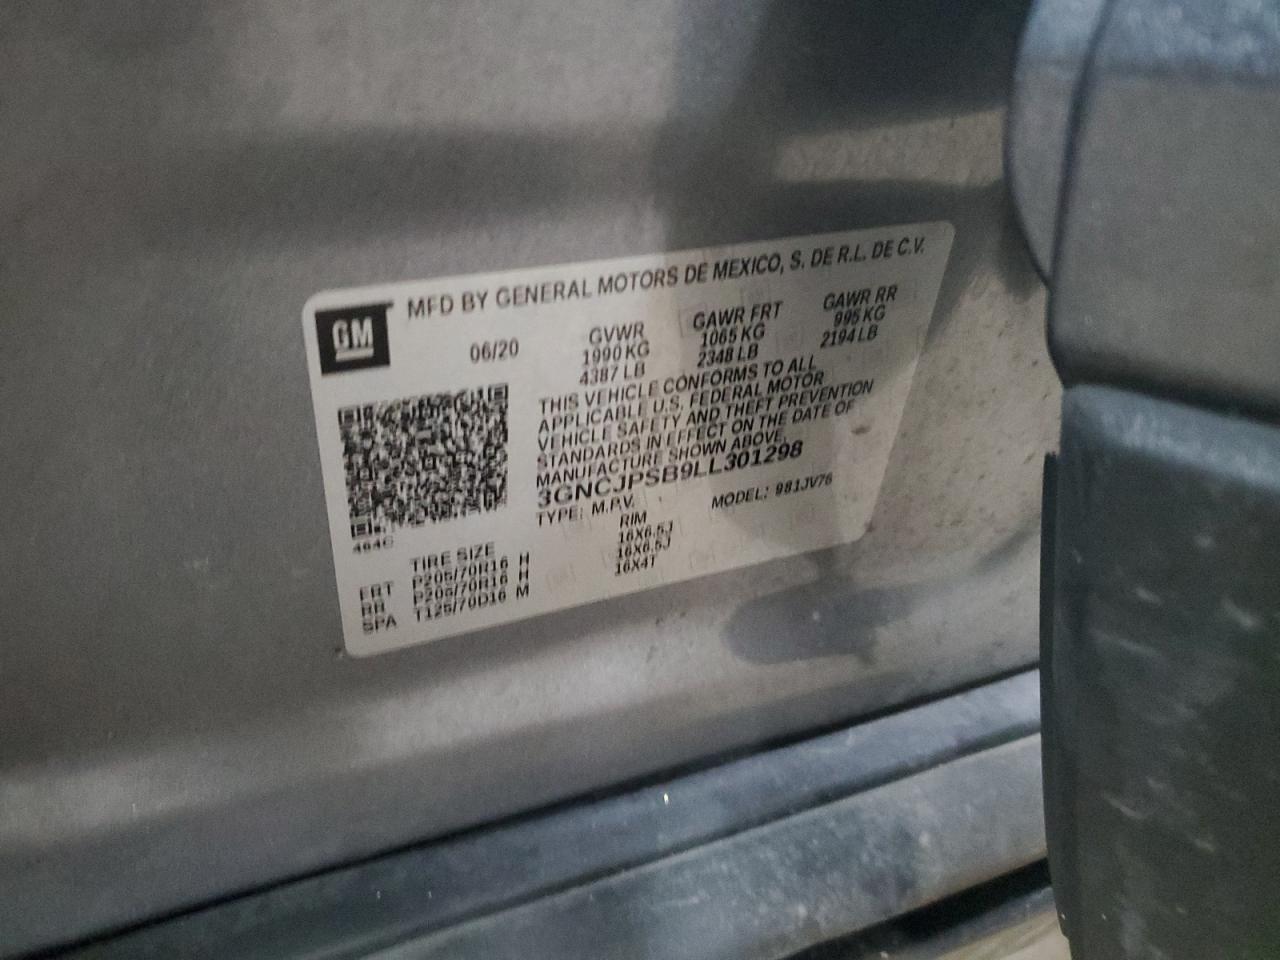 MFD BY GENERAL MOTORS DE MEXICO, S. DE R.L. DE C.V.
GM
06/20
GVWR GAWR FRT GAWR RR
1990 KG 1065 KG 995 KG
4387 LB 2348 LB 2194 LB
THIS VEHICLE CONFORMS TO ALL
APPLICABLE U.S. FEDERAL MOTOR
VEHICLE SAFETY AND THEFT PREVENTION
STANDARDS IN EFFECT ON THE DATE OF
MANUFACTURE SHOWN ABOVE.
3GNCJPSB9LL301298
TYPE: M.P.V. MODEL: 981JV76
464C
TIRE SIZE RIM
FRT P205/70R16 H 16X6.5J
RR P205/70R16 H 16X6.5J
SPA T125/70D16 M 16X4T